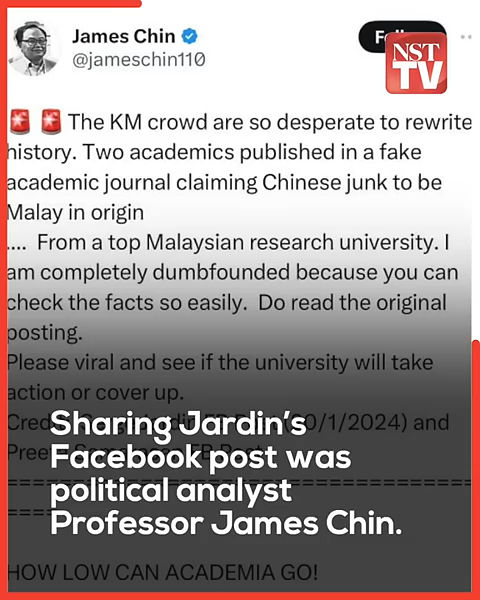 James Chin
@jameschin110
NST
TV
🚨 🚨 The KM crowd are so desperate to rewrite
history. Two academics published in a fake
academic journal claiming Chinese junk to be
Malay in origin
.... From a top Malaysian research university. I
am completely dumbfounded because you can
check the facts so easily. Do read the original
posting.
Please viral and see if the university will take
action or cover up.
0/1/2024) and
Sharing Jardin's
Facebook post was
political analyst
Professor James Chin.
HOW LOW CAN ACADEMIA GO!